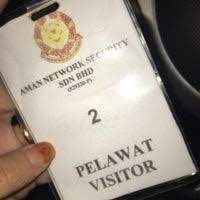 AMAN NETWORK SECURITY
SDN BHD
2
PELAWAT
VISITOR